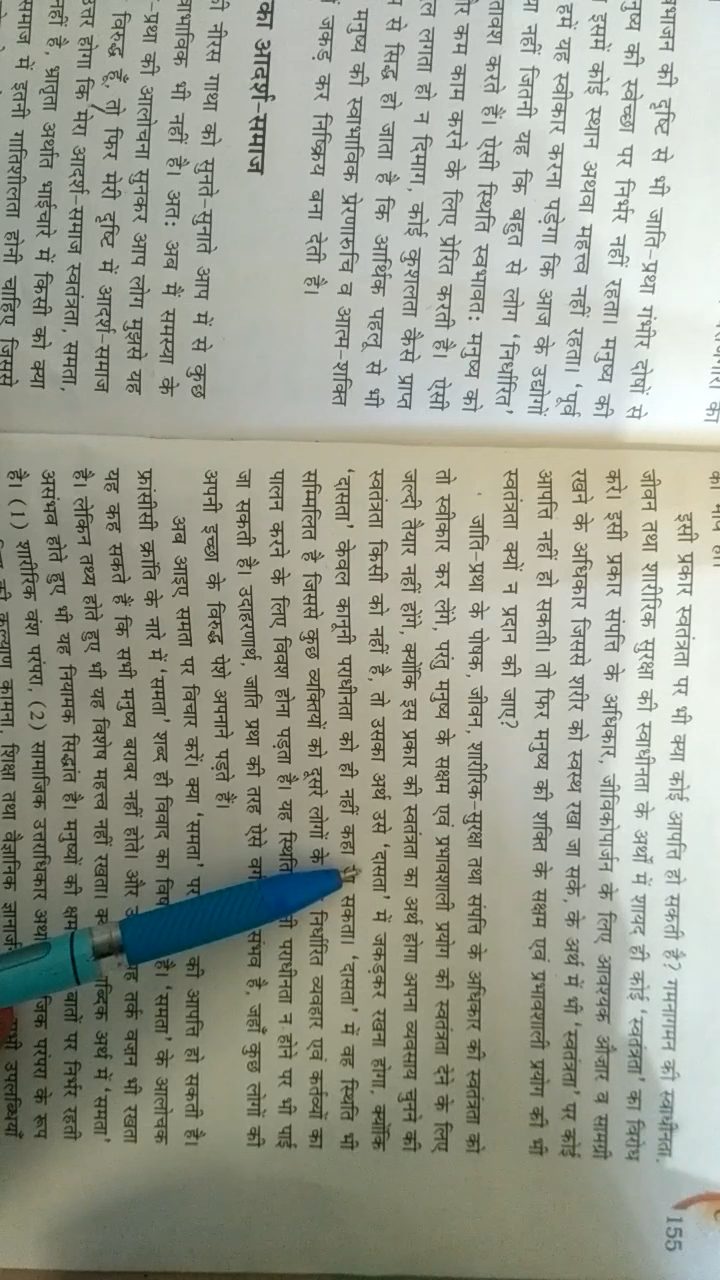 वभाजन की दृष्टि से भी जाति-प्रथा गंभीर दोषों से
नुष्य की स्वेच्छा पर निर्भर नहीं रहता। मनुष्य की
इसमें कोई स्थान अथवा महत्त्व नहीं रहता। ‘पूर्व
हमें यह स्वीकार करना पड़ेगा कि आज के उद्योगों
या नहीं जितनी यह कि बहुत से लोग ‘निर्धारित’
तावश करते हैं। ऐसी स्थिति स्वभावतः मनुष्य को
और कम काम करने के लिए प्रेरित करती है। ऐसी
ल लगता हो न दिमाग, कोई कुशलता कैसे प्राप्त
से सिद्ध हो जाता है कि आर्थिक पहलू से भी
मनुष्य की स्वाभाविक प्रेरणारुचि व आत्म-शक्ति
जकड़ कर निष्क्रिय बना देती है।
का आदर्श-समाज
नीरस गाथा को सुनते-सुनाते आप में से कुछ
भाविक भी नहीं है। अतः अब मैं समस्या के
-प्रथा की आलोचना सुनकर आप लोग मुझसे यह
विरुद्ध हूँ, तो फिर मेरी दृष्टि में आदर्श-समाज
उत्तर होगा कि मेरा आदर्श-समाज स्वतंत्रता, समता,
नहीं है, भ्रातृता अर्थात भाईचारे में किसी को क्या
समाज में इतनी गतिशीलता होनी चाहिए जिससे
155
इसी प्रकार स्वतंत्रता पर भी क्या कोई आपत्ति हो सकती है? गमनागमन की स्वाधीनता,
जीवन तथा शारीरिक सुरक्षा की स्वाधीनता के अर्थों में शायद ही कोई ‘स्वतंत्रता’ का विरोध
करे। इसी प्रकार संपत्ति के अधिकार, जीविकोपार्जन के लिए आवश्यक औजार व सामग्री
रखने के अधिकार जिससे शरीर को स्वस्थ रखा जा सके, के अर्थ में भी ‘स्वतंत्रता’ पर कोई
आपत्ति नहीं हो सकती। तो फिर मनुष्य की शक्ति के सक्षम एवं प्रभावशाली प्रयोग की भी
स्वतंत्रता क्यों न प्रदान की जाए?
जाति-प्रथा के पोषक, जीवन, शारीरिक-सुरक्षा तथा संपत्ति के अधिकार की स्वतंत्रता को
तो स्वीकार कर लेंगे, परंतु मनुष्य के सक्षम एवं प्रभावशाली प्रयोग की स्वतंत्रता देने के लिए
जल्दी तैयार नहीं होंगे, क्योंकि इस प्रकार की स्वतंत्रता का अर्थ होगा अपना व्यवसाय चुनने की
स्वतंत्रता किसी को नहीं है, तो उसका अर्थ उसे ‘दासता’ में जकड़कर रखना होगा, क्योंकि
‘दासता’ केवल कानूनी पराधीनता को ही नहीं कहा सकता। ‘दासता’ में वह स्थिति भी
सम्मिलित है जिससे कुछ व्यक्तियों को दूसरे लोगों के निर्धारित व्यवहार एवं कर्तव्यों का
पालन करने के लिए विवश होना पड़ता है। यह स्थिति पराधीनता न होने पर भी पाई
जा सकती है। उदाहरणार्थ, जाति प्रथा की तरह ऐसे संभव है, जहाँ कुछ लोगों की
अपनी इच्छा के विरुद्ध पेशे अपनाने पड़ते हैं।
अब आइए समता पर विचार करें। क्या ‘समता’ पर की आपत्ति हो सकती है।
फ्रांसीसी क्रांति के नारे में ‘समता’ शब्द ही विवाद का है। ‘समता’ के आलोचक
यह कह सकते हैं कि सभी मनुष्य बराबर नहीं होते। और तर्क वजन भी रखता
है। लेकिन तथ्य होते हुए भी यह विशेष महत्त्व नहीं रखता। अर्थ में ‘समता’
असंभव होते हुए भी यह नियामक सिद्धांत है। मनुष्यों की बातों पर निर्भर रहती
है। (1) शारीरिक वंश परंपरा, (2) सामाजिक उत्तराधिकार परंपरा के रूप
कल्याण कामना, शिक्षा तथा वैज्ञानिक उपलब्धियाँ